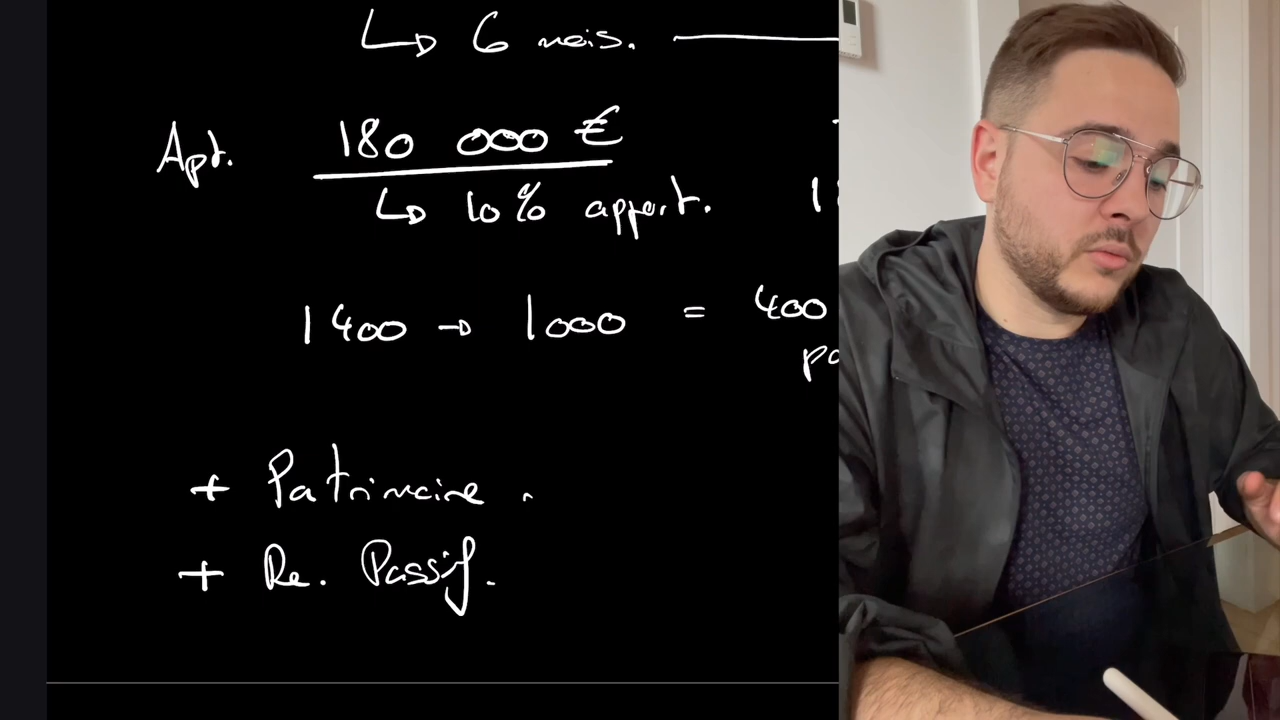 ↳ 6 mois.
Apt. 180 000 €
↳ 10% apport.
1400 → 1000 = 400
+ Patrimoine.
+ Re. Passif.